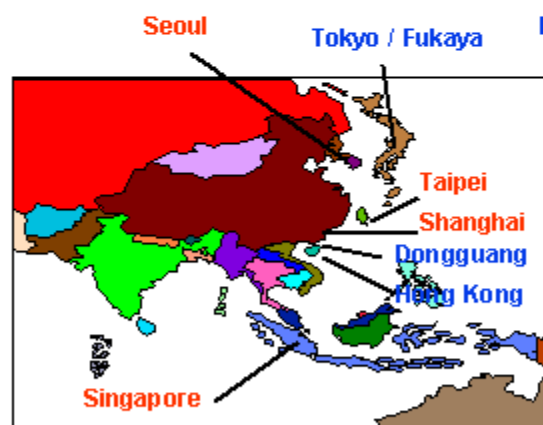 Seoul
Tokyo / Fukaya
Taipei
Shanghai
Dongguang
Hong Kong
Singapore